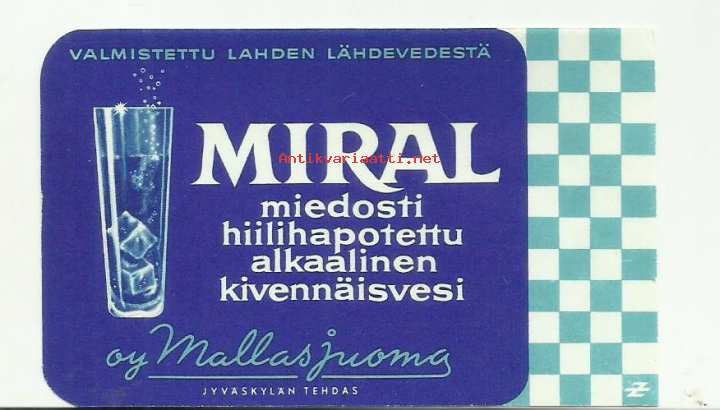 VALMISTETTU LAHDEN LÄHDEVEDESTÄ
MIRAL
Antikvariaatti.net
miedosti
hiilihapotettu
alkaalinen
kivennäisvesi
oy Mallasjuoma
JYVÄSKYLÄN TEHDAS